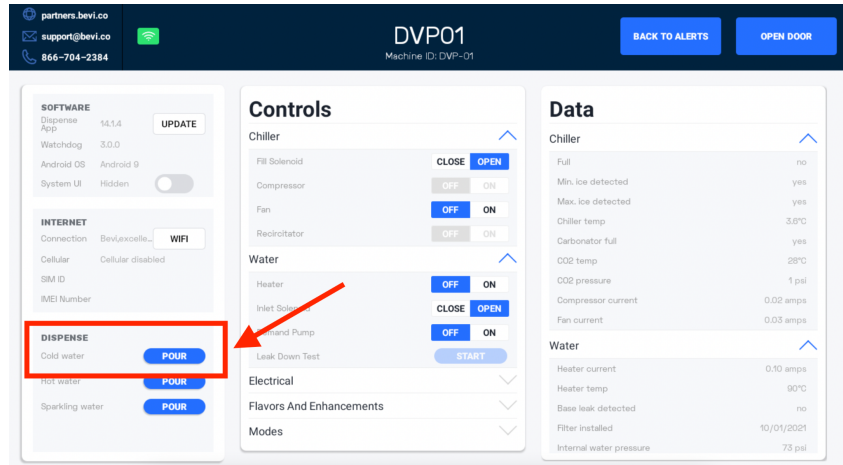 partners.bevi.co
support@bevi.co
866-704-2384
DVP01
Machine ID: DVP-01
BACK TO ALERTS
OPEN DOOR
SOFTWARE
Dispense App 14.1.4 UPDATE
Watchdog 3.0.0
Android OS Android 9
System UI Hidden
INTERNET
Connection Bevi,excelle... WIFI
Cellular Cellular disabled
SIM ID
IMEI Number
DISPENSE
Cold water POUR
Hot water POUR
Sparkling water POUR
Controls
Chiller
Fill Solenoid CLOSE OPEN
Compressor OFF ON
Fan OFF ON
Recirctator OFF ON
Water
Heater OFF ON
Inlet CLOSE OPEN
Pump OFF ON
Leak Down Test START
Electrical
Flavors And Enhancements
Modes
Data
Chiller
Full no
Min. ice detected yes
Max. ice detected yes
Chiller temp 3.6°C
Carbonator full yes
CO2 temp 28°C
CO2 pressure 1 psi
Compressor current 0.02 amps
Fan current 0.03 amps
Water
Heater current 0.10 amps
Heater temp 90°C
Base leak detected no
Filter installed 10/01/2021
Internal water pressure 73 psi